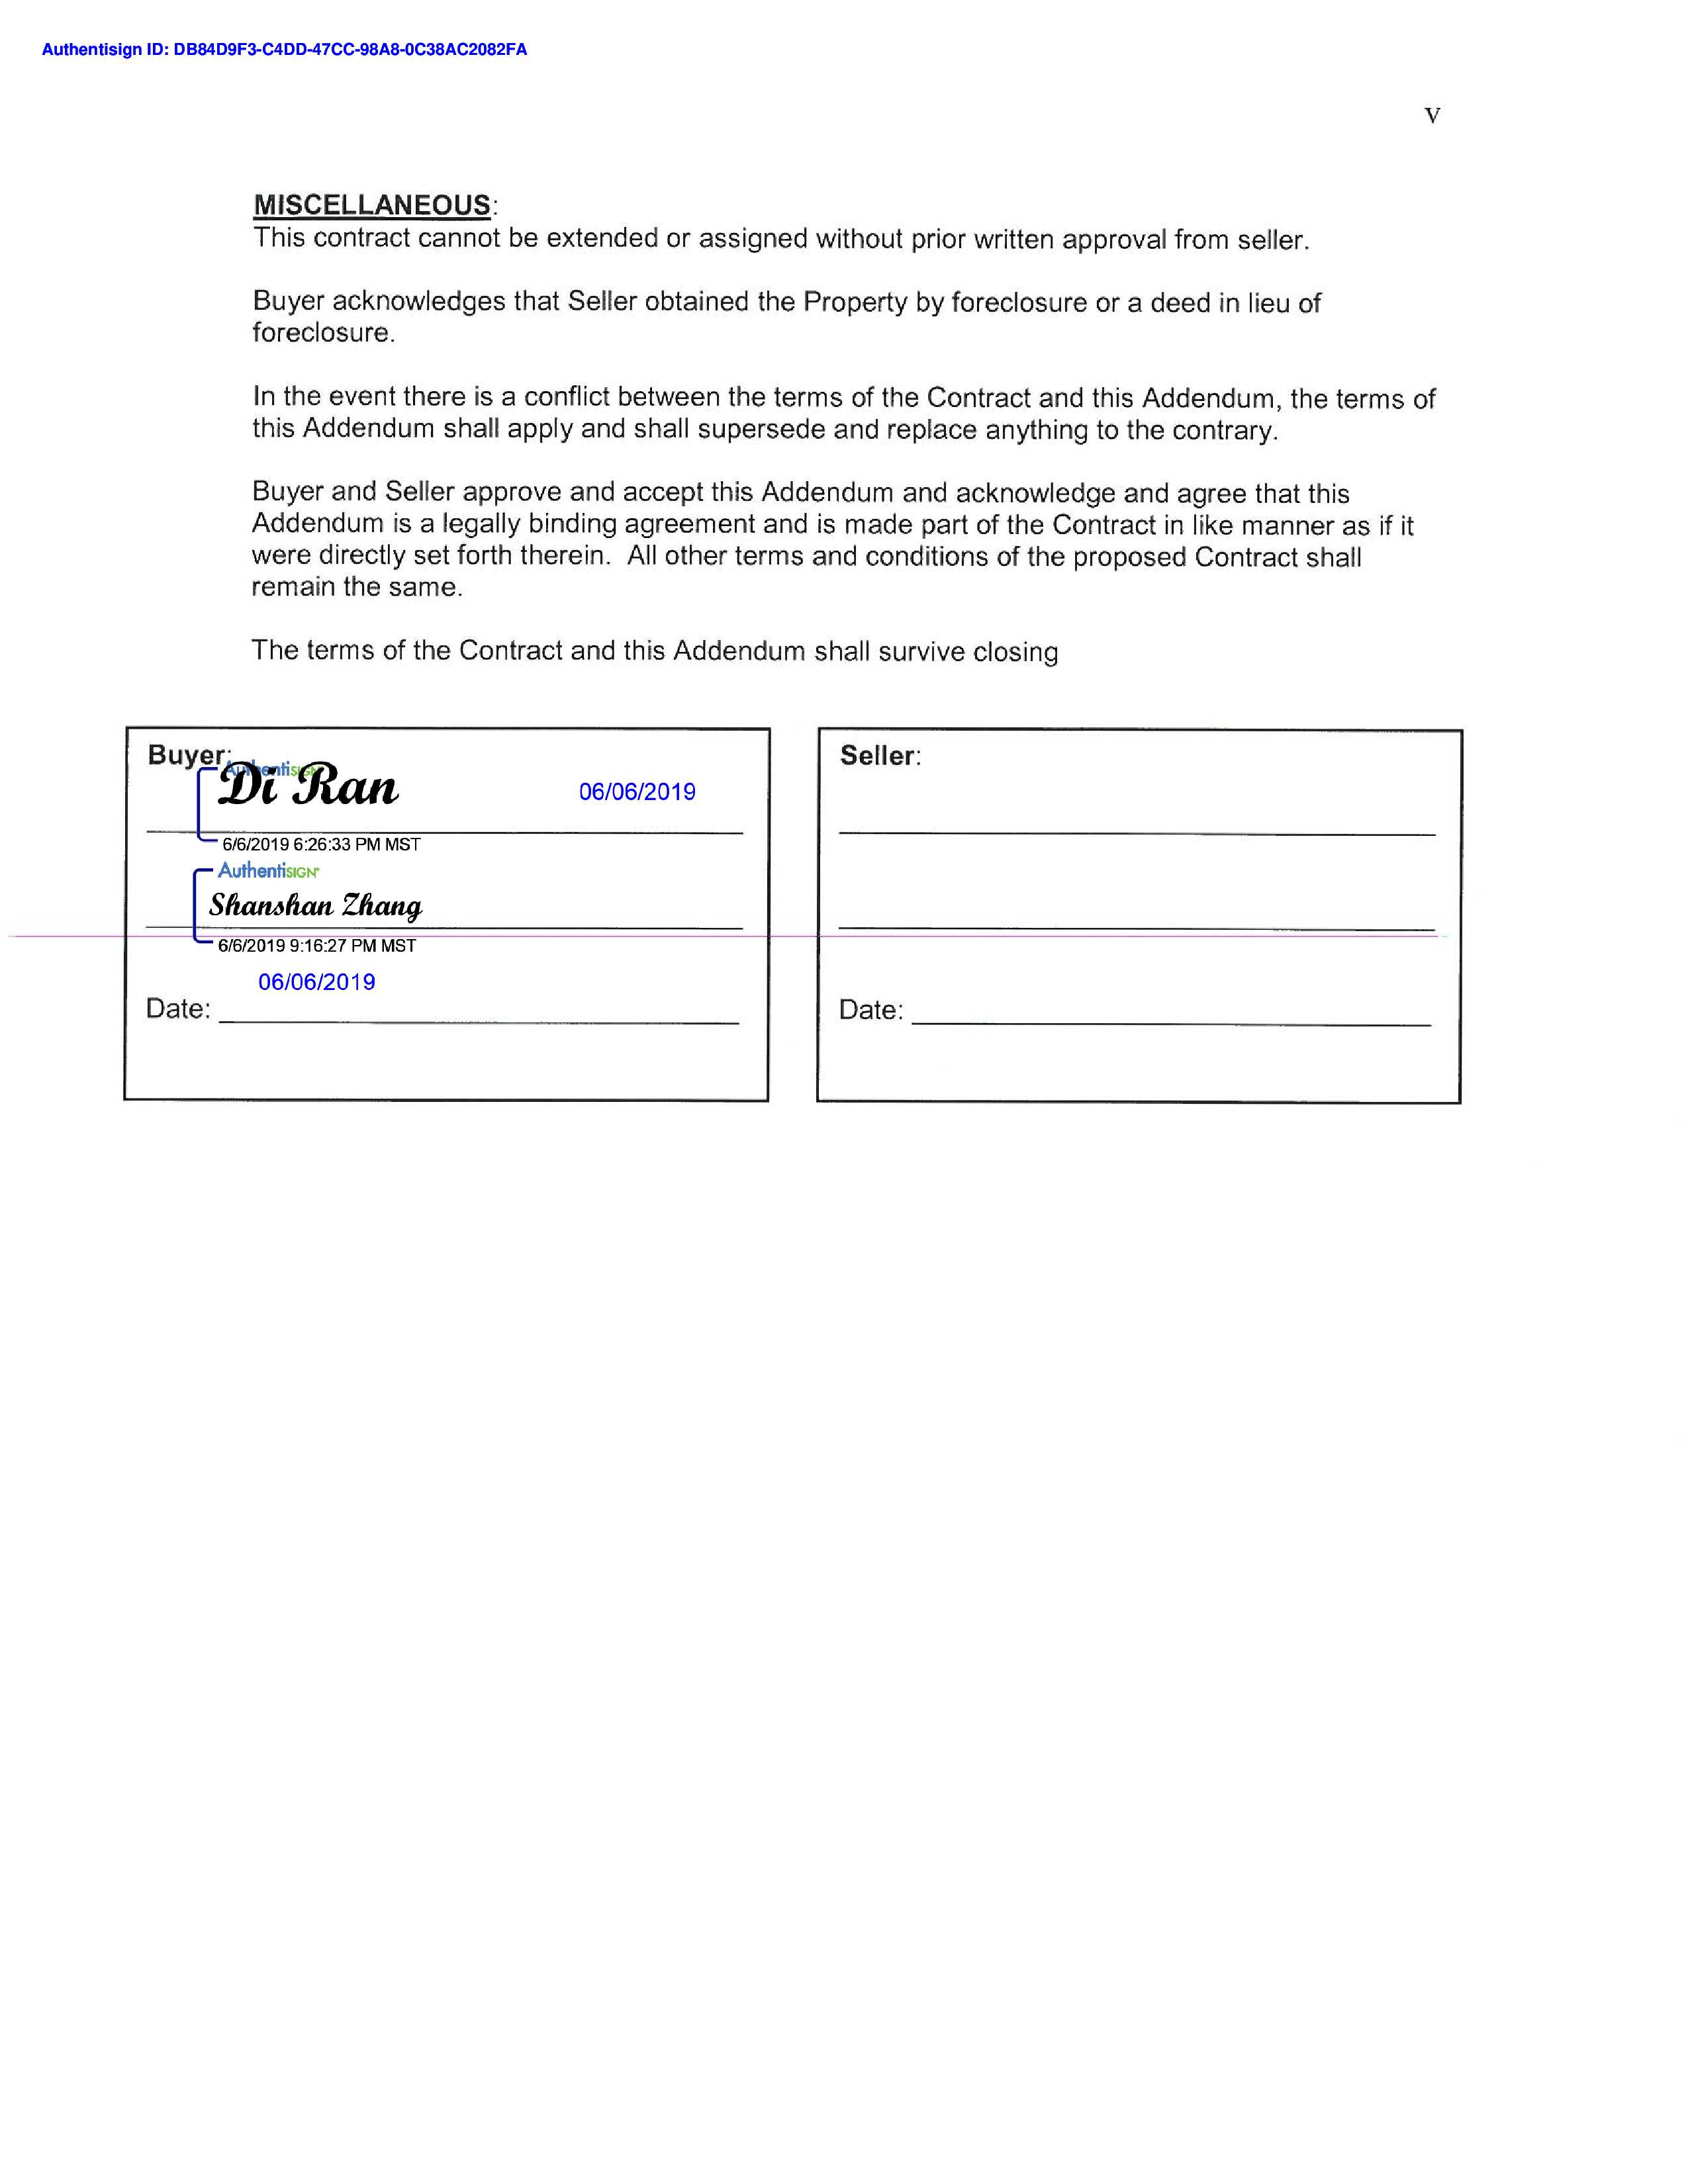 Authentisign ID: DB84D9F3-C4DD-47CC-98A8-0C38AC2082FA
v
MISCELLANEOUS:
This contract cannot be extended or assigned without prior written approval from seller.
Buyer acknowledges that Seller obtained the Property by foreclosure or a deed in lieu of
foreclosure.
In the event there is a conflict between the terms of the Contract and this Addendum, the terms of
this Addendum shall apply and shall supersede and replace anything to the contrary.
Buyer and Seller approve and accept this Addendum and acknowledge and agree that this
Addendum is a legally binding agreement and is made part of the Contract in like manner as if it
were directly set forth therein.  All other terms and conditions of the proposed Contract shall
remain the same.
The terms of the Contract and this Addendum shall survive closing
Buyer:
AuthentiSIGN
Di Ran 06/06/2019
6/6/2019 6:26:33 PM MST
AuthentiSIGN
Shanshan Zhang
6/6/2019 9:16:27 PM MST
06/06/2019
Date:
Seller:
Date: